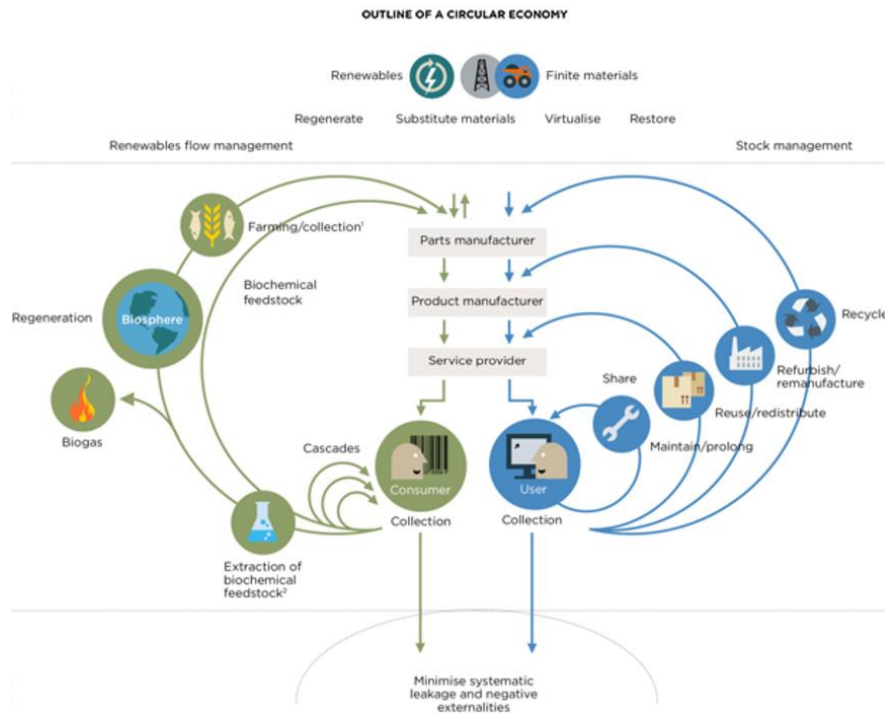 OUTLINE OF A CIRCULAR ECONOMY
Renewables
Finite materials
Regenerate
Substitute materials
Virtualise
Restore
Renewables flow management
Stock management
Farming/collection¹
Parts manufacturer
Biochemical
feedstock
Product manufacturer
Regeneration
Biosphere
Recycle
Service provider
Share
Refurbish/
remanufacture
Reuse/redistribute
Biogas
Cascades
Maintain/prolong
Consumer
User
Collection
Collection
Extraction of
biochemical
feedstock²
Minimise systematic
leakage and negative
externalities